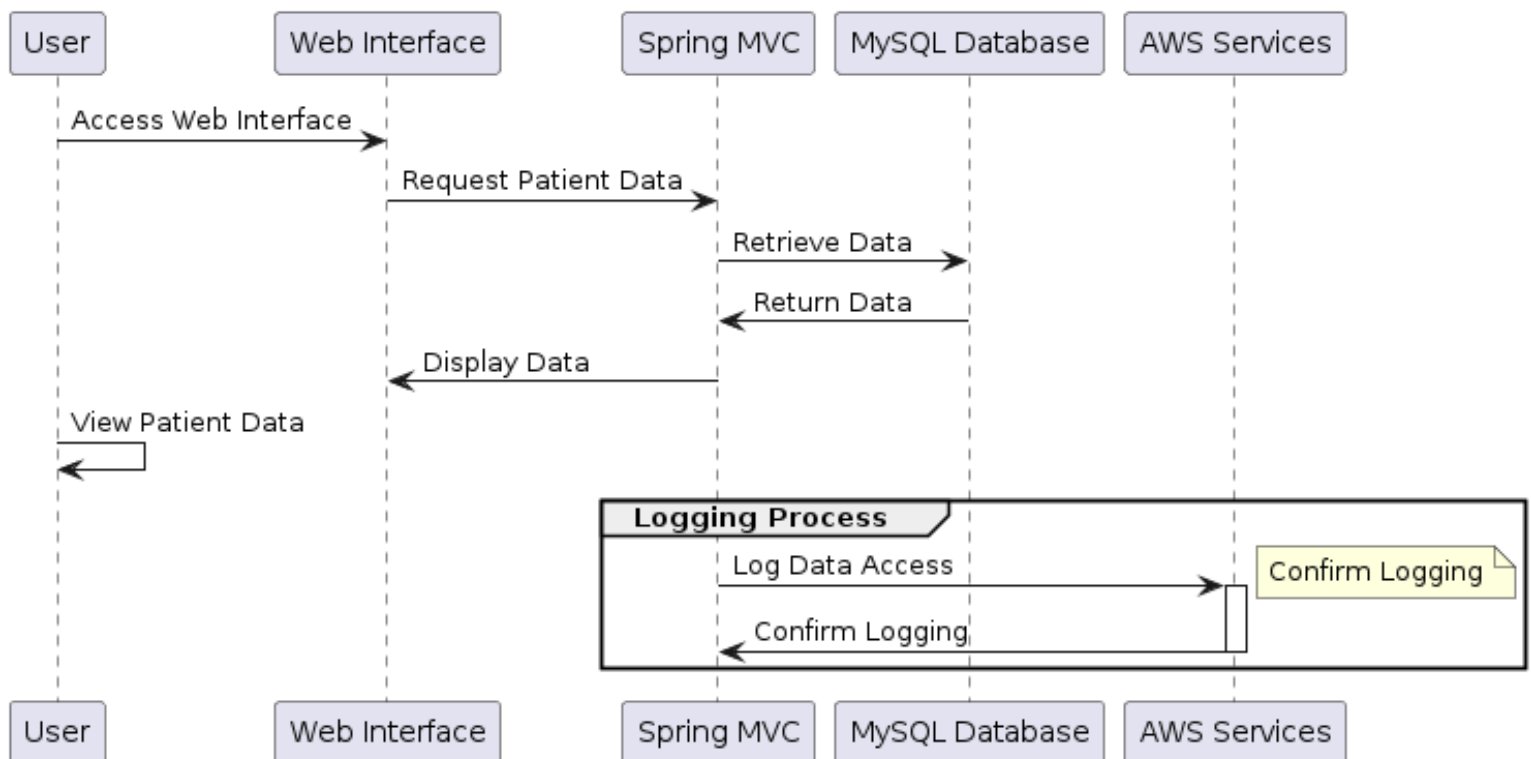 User Web Interface Spring MVC MySQL Database AWS Services
Access Web Interface
Request Patient Data
Retrieve Data
Return Data
Display Data
View Patient Data
Logging Process
Log Data Access
Confirm Logging
Confirm Logging
User Web Interface Spring MVC MySQL Database AWS Services